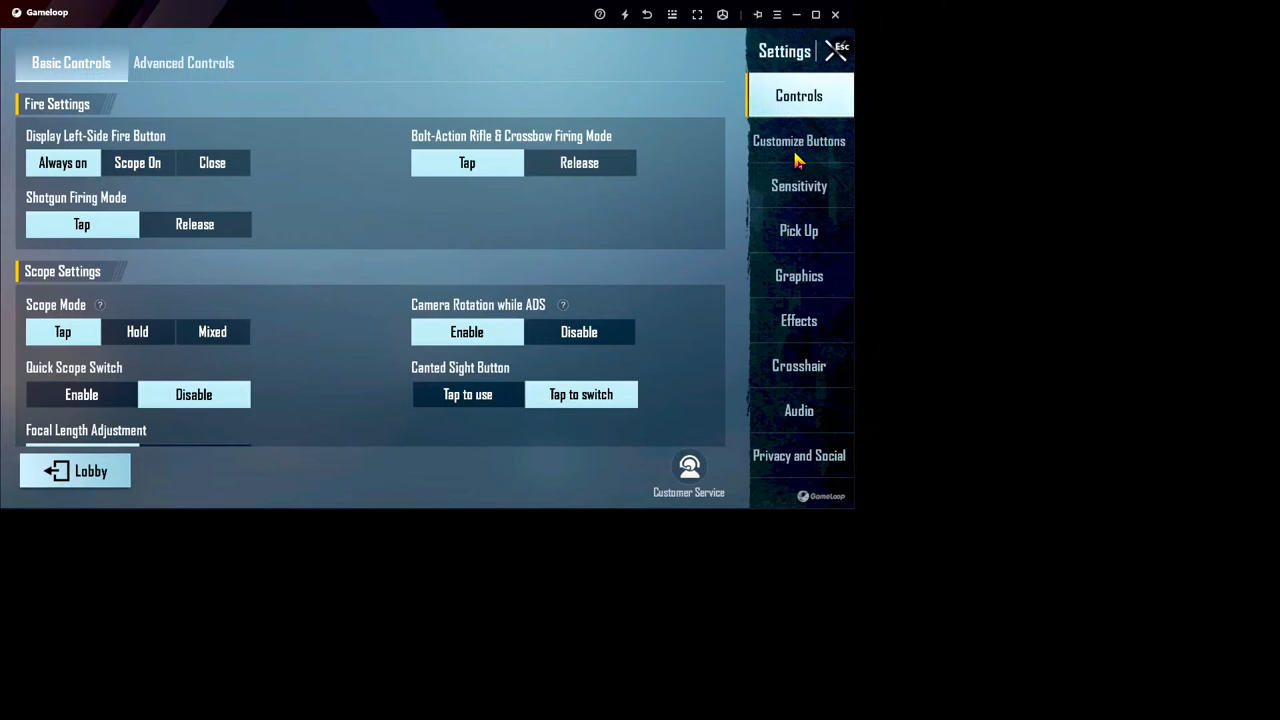 Gameloop
Settings
Esc
Basic Controls
Advanced Controls
Fire Settings
Display Left-Side Fire Button
Always on
Scope On
Close
Bolt-Action Rifle & Crossbow Firing Mode
Tap
Release
Shotgun Firing Mode
Tap
Release
Scope Settings
Scope Mode ?
Tap
Hold
Mixed
Camera Rotation while ADS ?
Enable
Disable
Quick Scope Switch
Enable
Disable
Canted Sight Button
Tap to use
Tap to switch
Focal Length Adjustment
Lobby
Customer Service
Controls
Customize Buttons
Sensitivity
Pick Up
Graphics
Effects
Crosshair
Audio
Privacy and Social
GameLoop